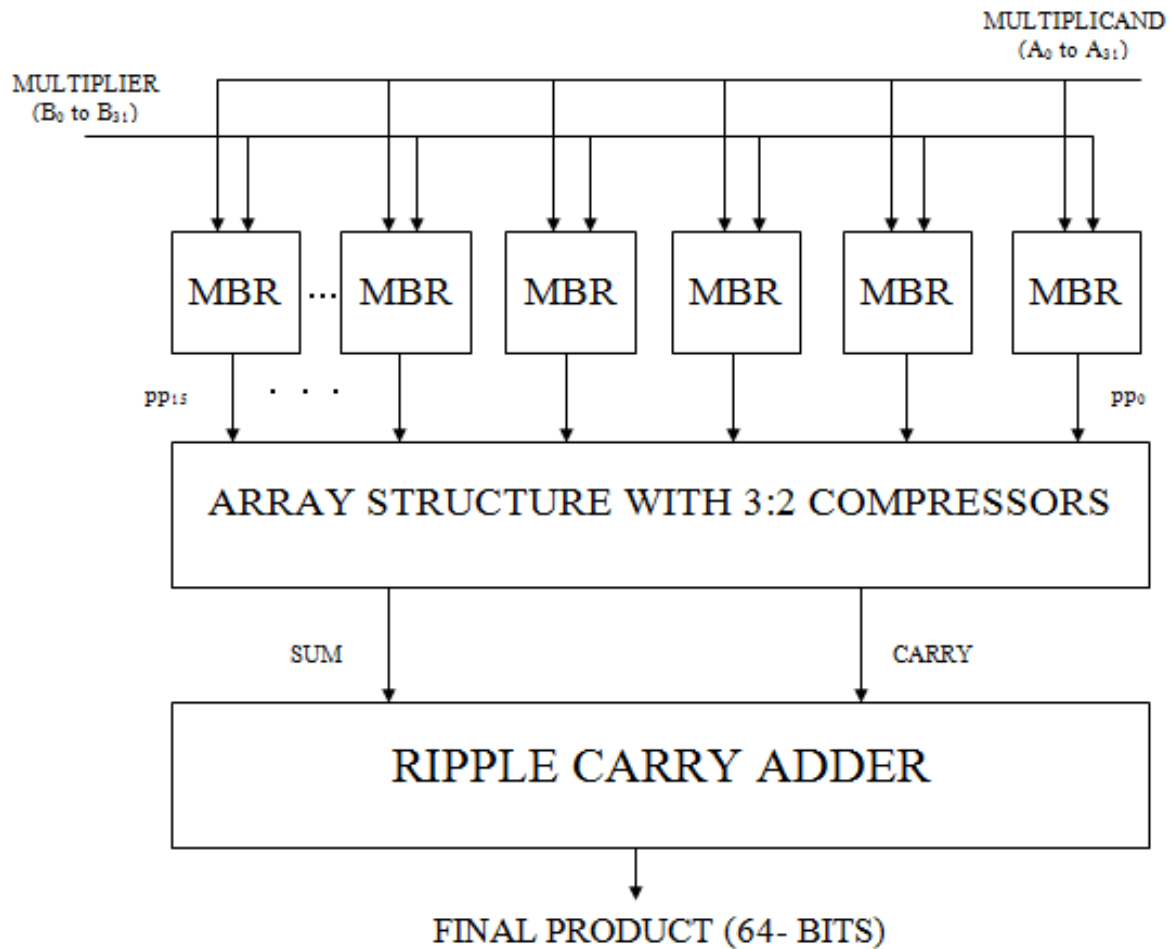 MULTIPLICAND
(A₀ to A₃₁)
MULTIPLIER
(B₀ to B₃₁)
MBR ... MBR MBR MBR MBR MBR
pp₁₅ . . . pp₀
ARRAY STRUCTURE WITH 3:2 COMPRESSORS
SUM CARRY
RIPPLE CARRY ADDER
FINAL PRODUCT (64- BITS)